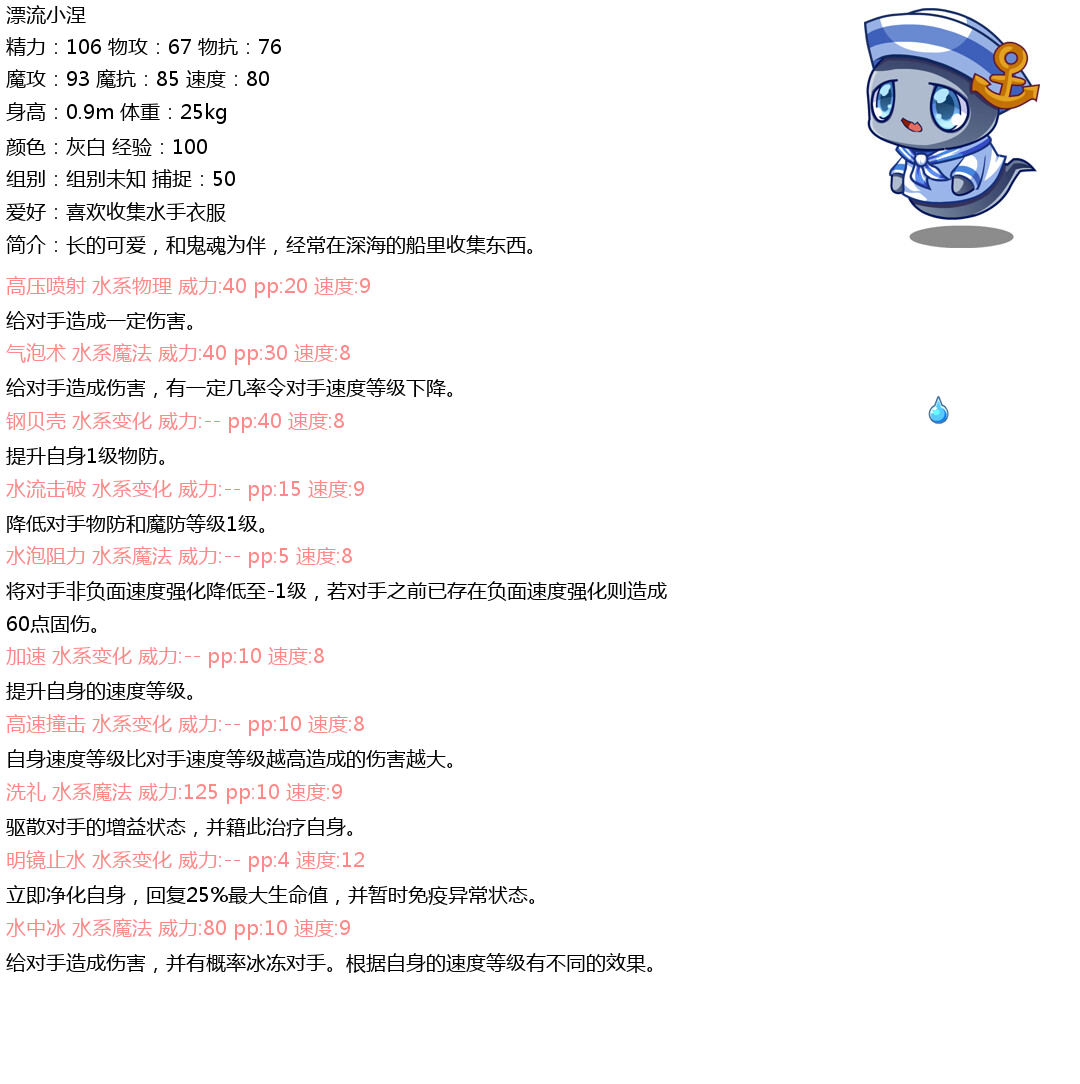 漂流小涅
精力：106 物攻：67 物抗：76
魔攻：93 魔抗：85 速度：80
身高：0.9m 体重：25kg
颜色：灰白 经验：100
组别：组别未知 捕捉：50
爱好：喜欢收集水手衣服
简介：长的可爱，和鬼魂为伴，经常在深海的船里收集东西。
高压喷射 水系物理 威力:40 pp:20 速度:9
给对手造成一定伤害。
气泡术 水系魔法 威力:40 pp:30 速度:8
给对手造成伤害，有一定几率令对手速度等级下降。
钢贝壳 水系变化 威力:-- pp:40 速度:8
提升自身1级物防。
水流击破 水系变化 威力:-- pp:15 速度:9
降低对手物防和魔防等级1级。
水泡阻力 水系魔法 威力:-- pp:5 速度:8
将对手非负面速度强化降低至-1级，若对手之前已存在负面速度强化则造成
60点固伤。
加速 水系变化 威力:-- pp:10 速度:8
提升自身的速度等级。
高速撞击 水系变化 威力:-- pp:10 速度:8
自身速度等级比对手速度等级越高造成的伤害越大。
洗礼 水系魔法 威力:125 pp:10 速度:9
驱散对手的增益状态，并籍此治疗自身。
明镜止水 水系变化 威力:-- pp:4 速度:12
立即净化自身，回复25%最大生命值，并暂时免疫异常状态。
水中冰 水系魔法 威力:80 pp:10 速度:9
给对手造成伤害，并有概率冰冻对手。根据自身的速度等级有不同的效果。